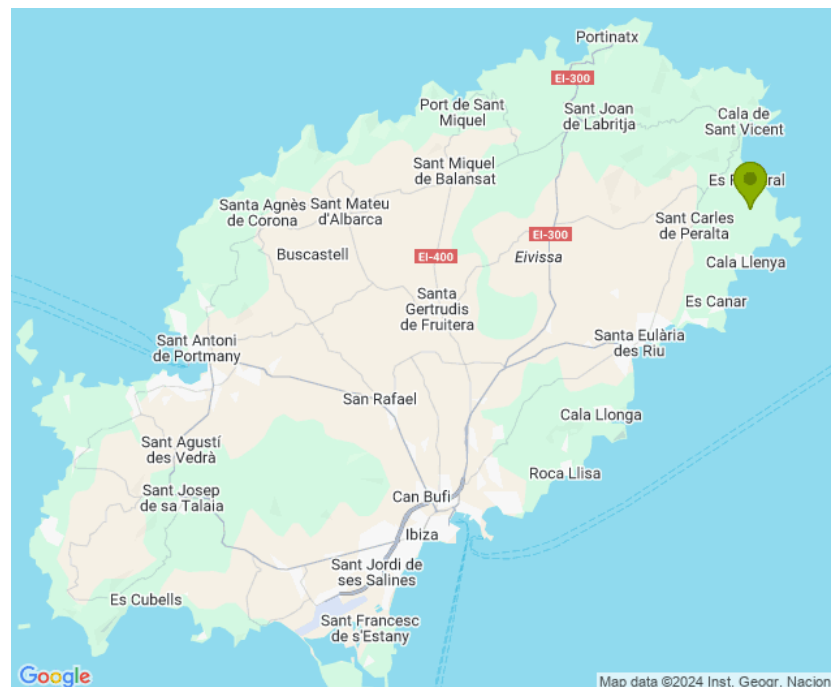 Portinatx
EI-300
Port de Sant
Miquel
Sant Joan
de Labritja
Cala de
Sant Vicent
Sant Miquel
de Balansat
Es F
ral
Santa Agnès
de Corona
Sant Mateu
d'Albarca
Sant Carles
de Peralta
EI-300
Buscastell
EI-400
Eivissa
Cala Llenya
Santa
Gertrudis
de Fruitera
Es Canar
Sant Antoni
de Portmany
Santa Eulària
des Riu
San Rafael
Cala Llonga
Sant Agustí
des Vedrà
Roca Llisa
Sant Josep
de sa Talaia
Can Bufi
Ibiza
Sant Jordi de
ses Salines
Es Cubells
Sant Francesc
de s'Estany
Google
Map data ©2024 Inst. Geogr. Nacion